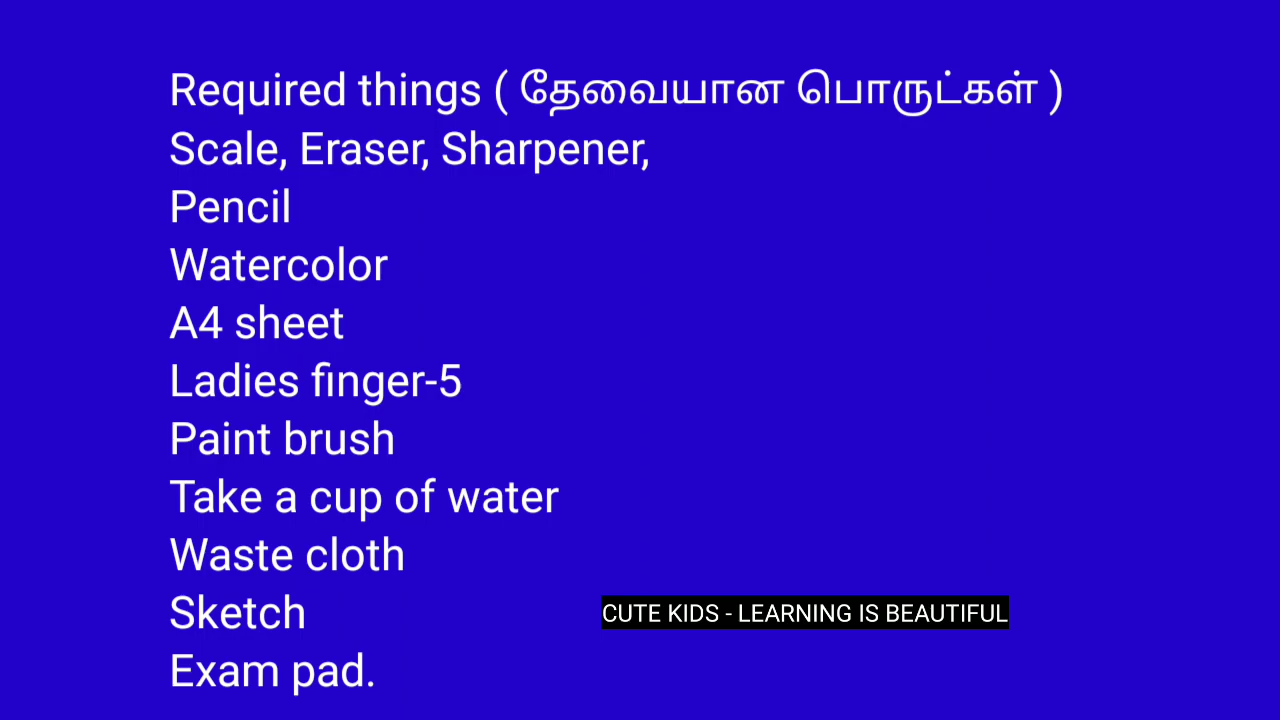 Required things ( தேவையான பொருட்கள் )
Scale, Eraser, Sharpener,
Pencil
Watercolor
A4 sheet
Ladies finger-5
Paint brush
Take a cup of water
Waste cloth
Sketch
CUTE KIDS - LEARNING IS BEAUTIFUL
Exam pad.